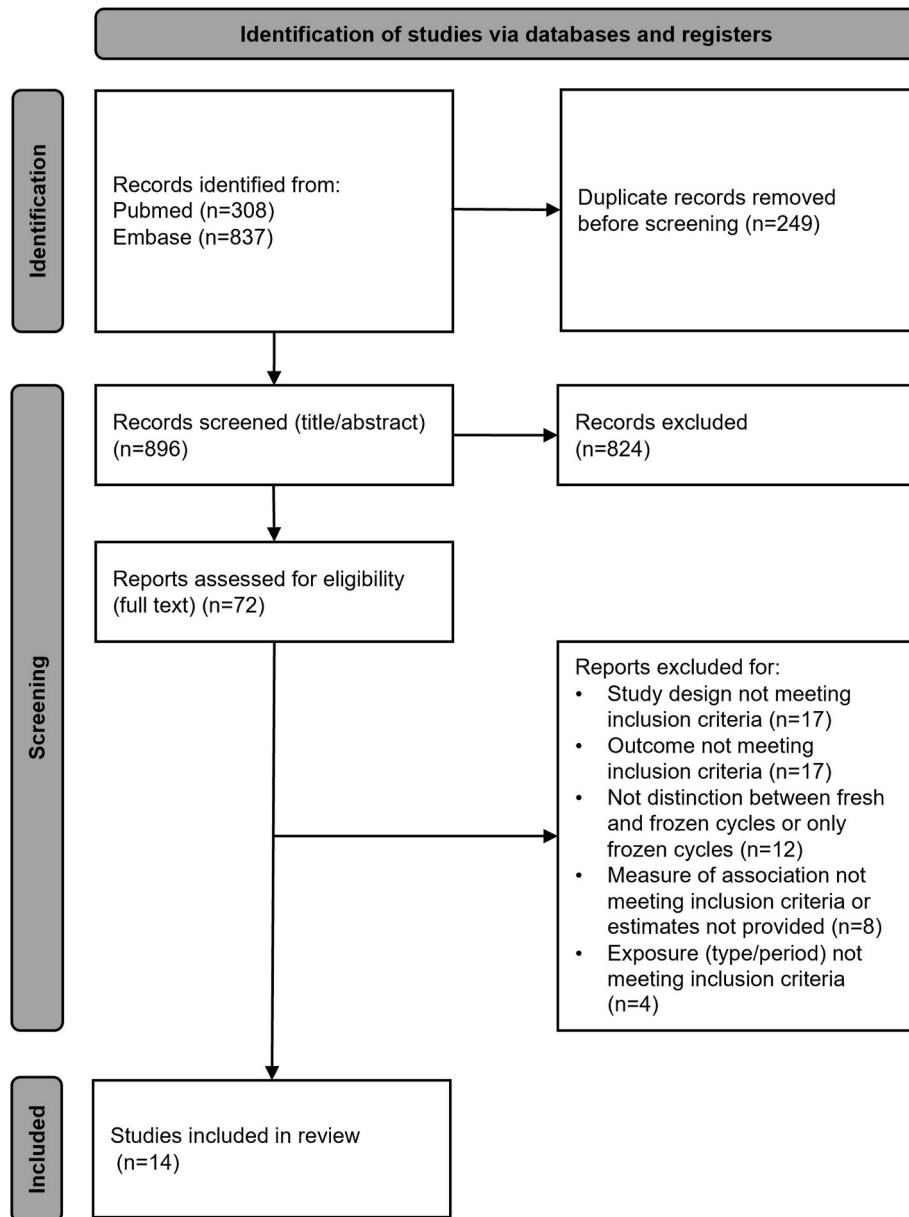 Identification of studies via databases and registers
Identification
Records identified from:
Pubmed (n=308)
Embase (n=837)
Duplicate records removed
before screening (n=249)
Screening
Records screened (title/abstract)
(n=896)
Records excluded
(n=824)
Reports assessed for eligibility
(full text) (n=72)
Reports excluded for:
• Study design not meeting
inclusion criteria (n=17)
• Outcome not meeting
inclusion criteria (n=17)
• Not distinction between fresh
and frozen cycles or only
frozen cycles (n=12)
• Measure of association not
meeting inclusion criteria or
estimates not provided (n=8)
• Exposure (type/period) not
meeting inclusion criteria
(n=4)
Included
Studies included in review
(n=14)